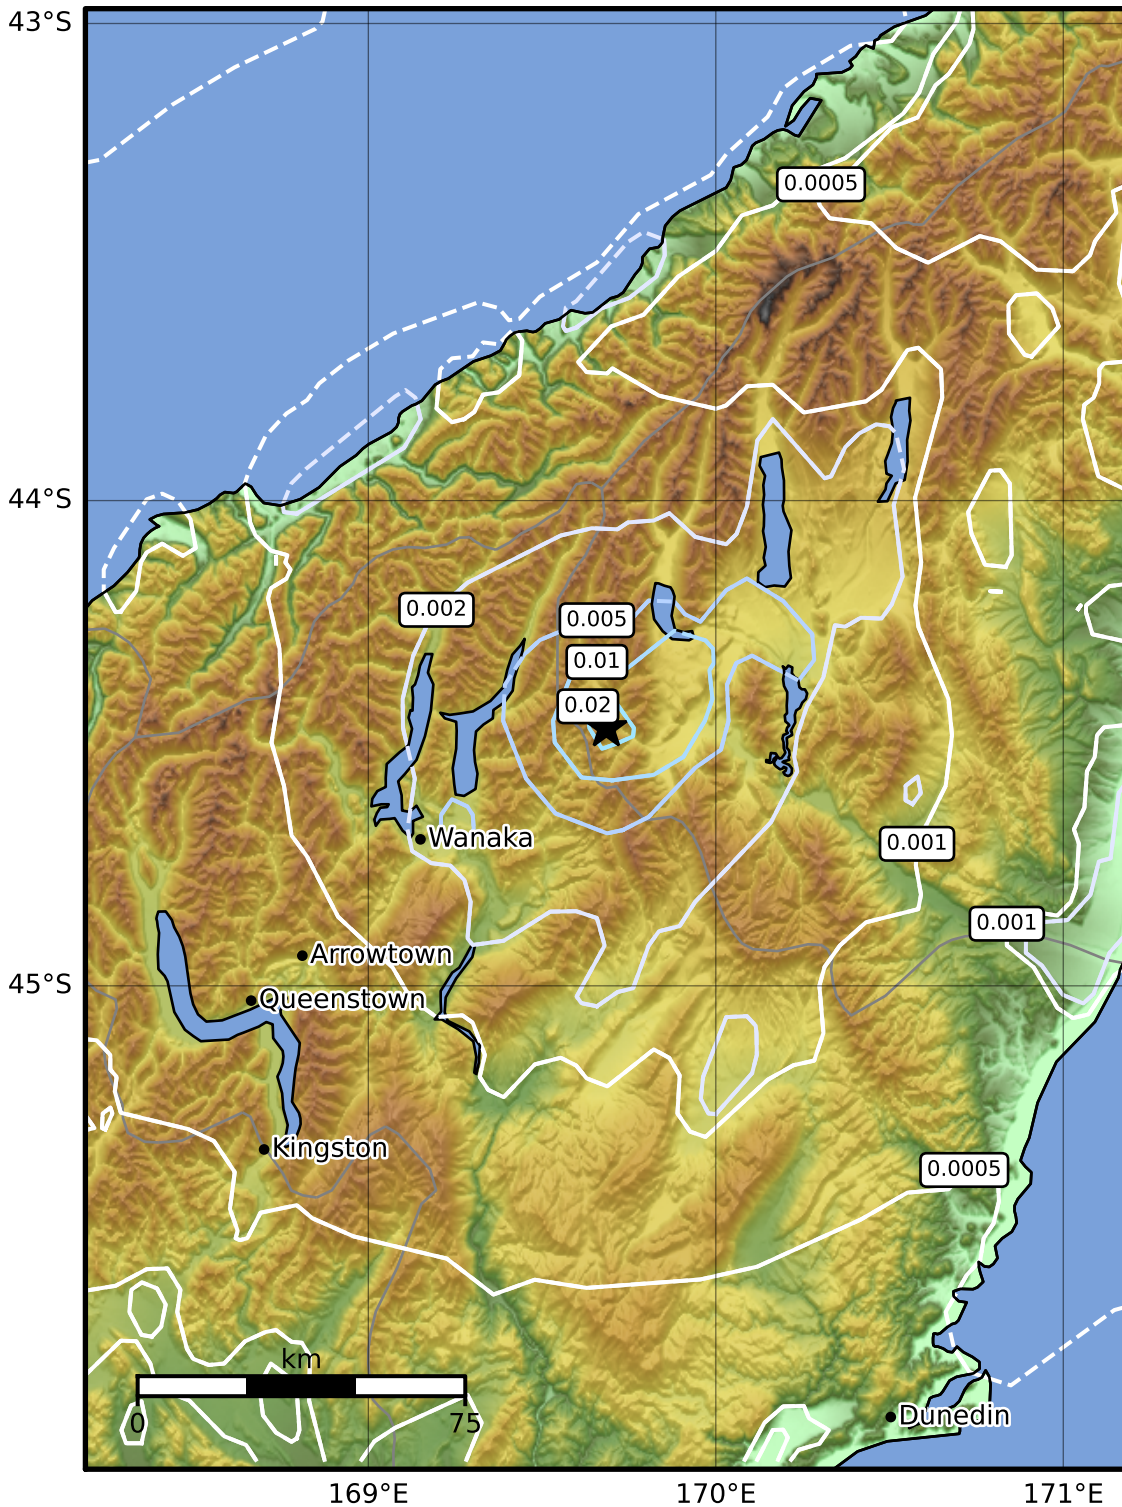 43°S
0.0005
44°S
0.002
0.005
0.01
0.02
Wanaka
0.001
0.001
Arrowtown
45°S
Queenstown
Kingston
0.0005
km
0
75
Dunedin
169°E
170°E
171°E